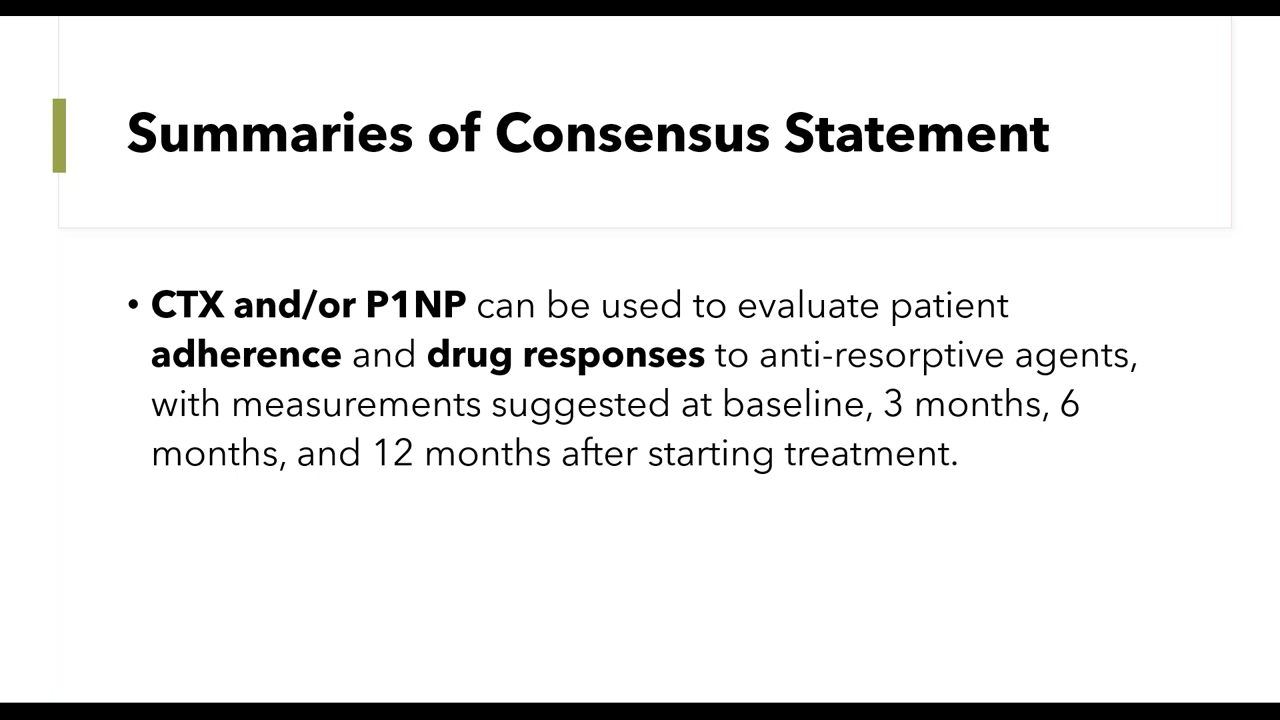 Summaries of Consensus Statement
• CTX and/or P1NP can be used to evaluate patient
adherence and drug responses to anti-resorptive agents,
with measurements suggested at baseline, 3 months, 6
months, and 12 months after starting treatment.